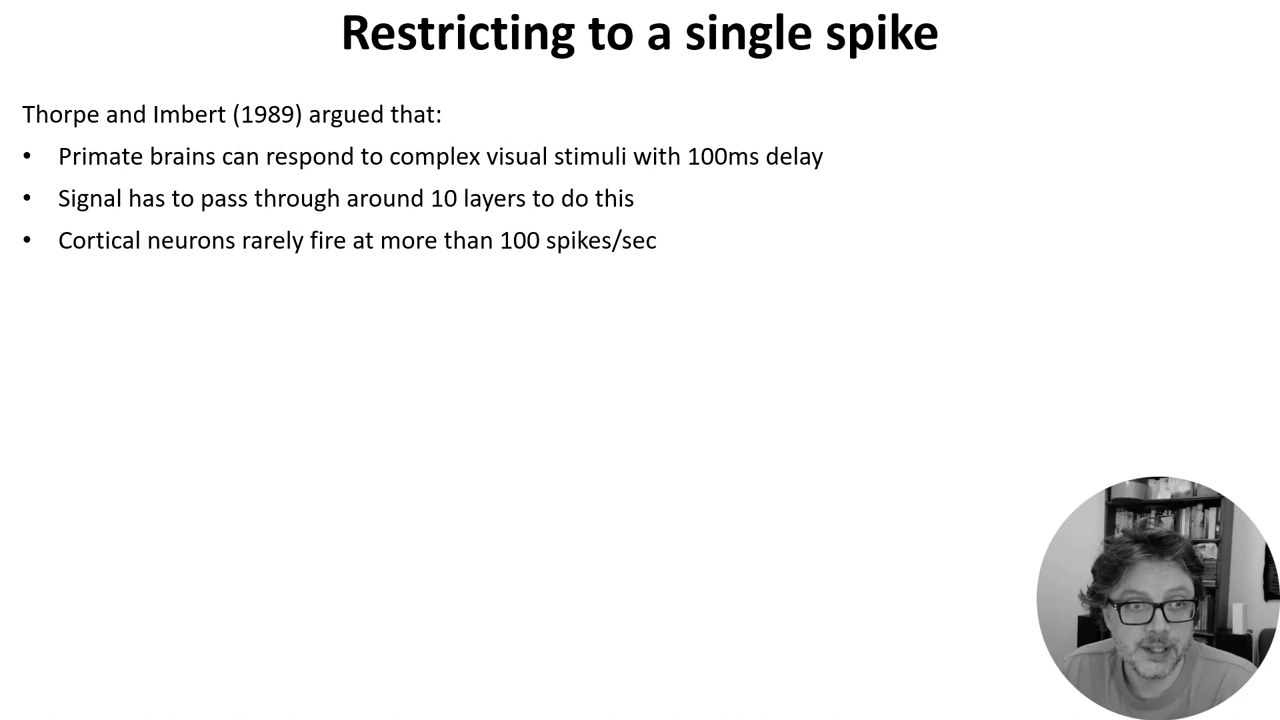 Restricting to a single spike
Thorpe and Imbert (1989) argued that:
• Primate brains can respond to complex visual stimuli with 100ms delay
• Signal has to pass through around 10 layers to do this
• Cortical neurons rarely fire at more than 100 spikes/sec